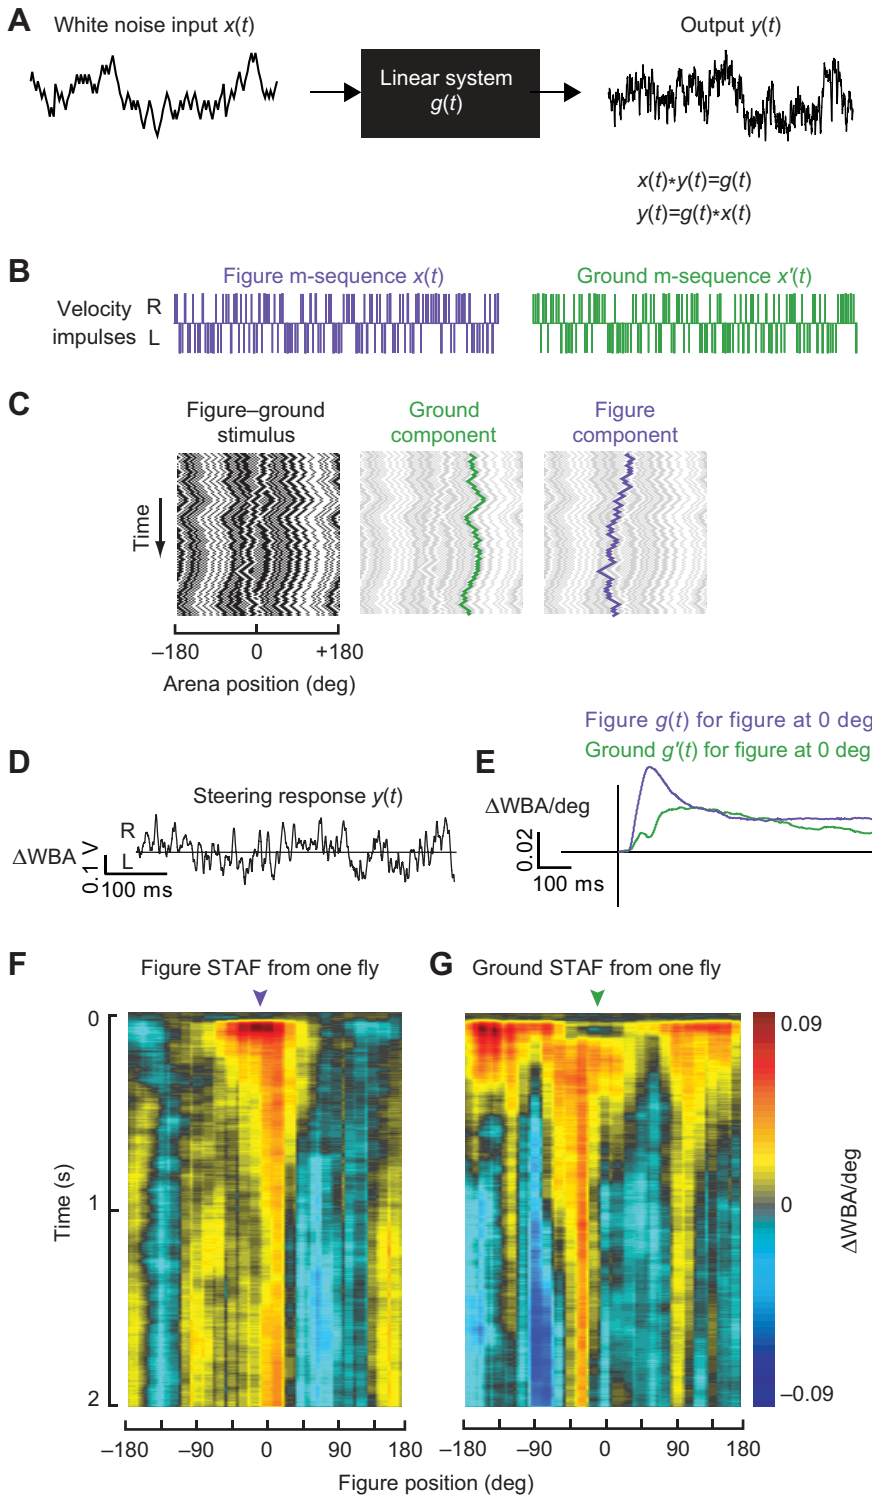 A
White noise input x(t)
Output y(t)
Linear system
g(t)
x(t)*y(t)=g(t)
y(t)=g(t)*x(t)
B
Figure m-sequence x(t)
Ground m-sequence x′(t)
Velocity R
impulses L
C
Figure–ground
stimulus
Ground
component
Figure
component
Time
–180 0 +180
Arena position (deg)
D
Steering response y(t)
R
ΔWBA
L
0.1 V
100 ms
E
Figure g(t) for figure at 0 deg
Ground g′(t) for figure at 0 deg
ΔWBA/deg
0.02
100 ms
F
Figure STAF from one fly
G
Ground STAF from one fly
0
1
2
Time (s)
0.09
0
–0.09
ΔWBA/deg
–180 –90 0 90 180
–180 –90 0 90 180
Figure position (deg)